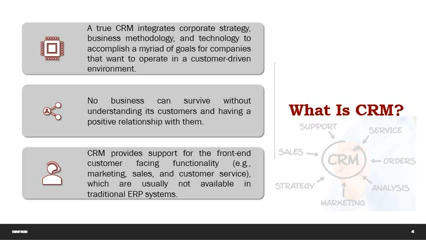 A true CRM integrates corporate strategy,
business methodology, and technology to
accomplish a myriad of goals for companies
that want to operate in a customer-driven
environment.
No business can survive without
understanding its customers and having a
positive relationship with them.
CRM provides support for the front-end
customer facing functionality (e.g.,
marketing, sales, and customer service),
which are usually not available in
traditional ERP systems.
What Is CRM?
SUPPORT
SERVICE
SALES
CRM
ORDERS
STRATEGY
ANALYSIS
MARKETING
4